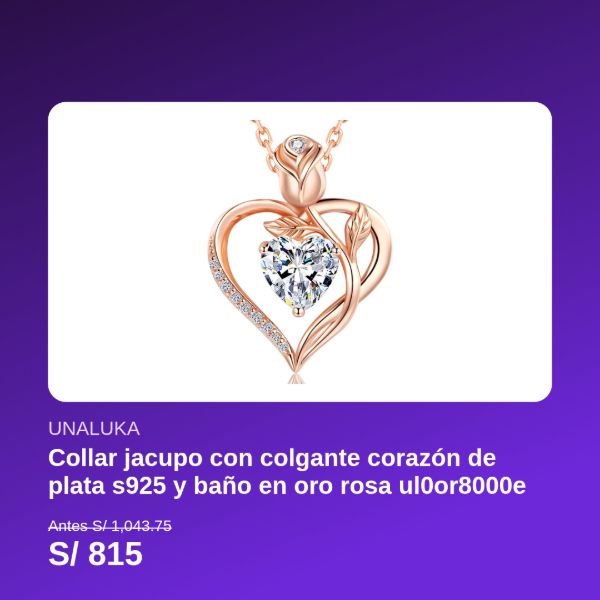 UNALUKA
Collar jacupo con colgante corazón de
plata s925 y baño en oro rosa ul0or8000e
Antes S/ 1,043.75
S/ 815